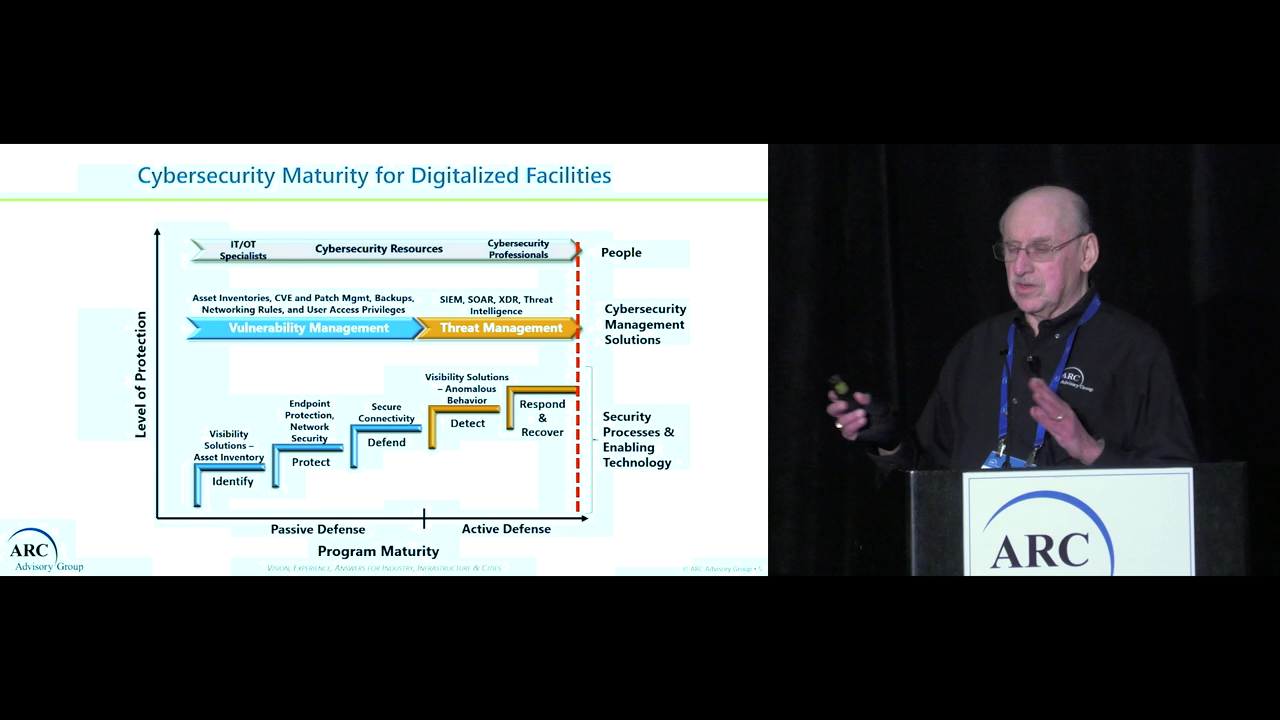 Cybersecurity Maturity for Digitalized Facilities
IT/OT
Specialists
Cybersecurity Resources
Cybersecurity
Professionals
People
Asset Inventories, CVE and Patch Mgmt, Backups,
Networking Rules, and User Access Privileges
SIEM, SOAR, XDR, Threat
Intelligence
Vulnerability Management
Threat Management
Cybersecurity
Management
Solutions
Level of Protection
Visibility
Solutions –
Asset Inventory
Identify
Endpoint
Protection,
Network
Security
Protect
Secure
Connectivity
Defend
Visibility Solutions
– Anomalous
Behavior
Detect
Respond
&
Recover
Security
Processes &
Enabling
Technology
Passive Defense
Active Defense
Program Maturity
ARC
Advisory Group
Vision, Experience, Answers for Industry, Infrastructure & Cities
© ARC Advisory Group • 5
ARC
Advisory Group
ARC